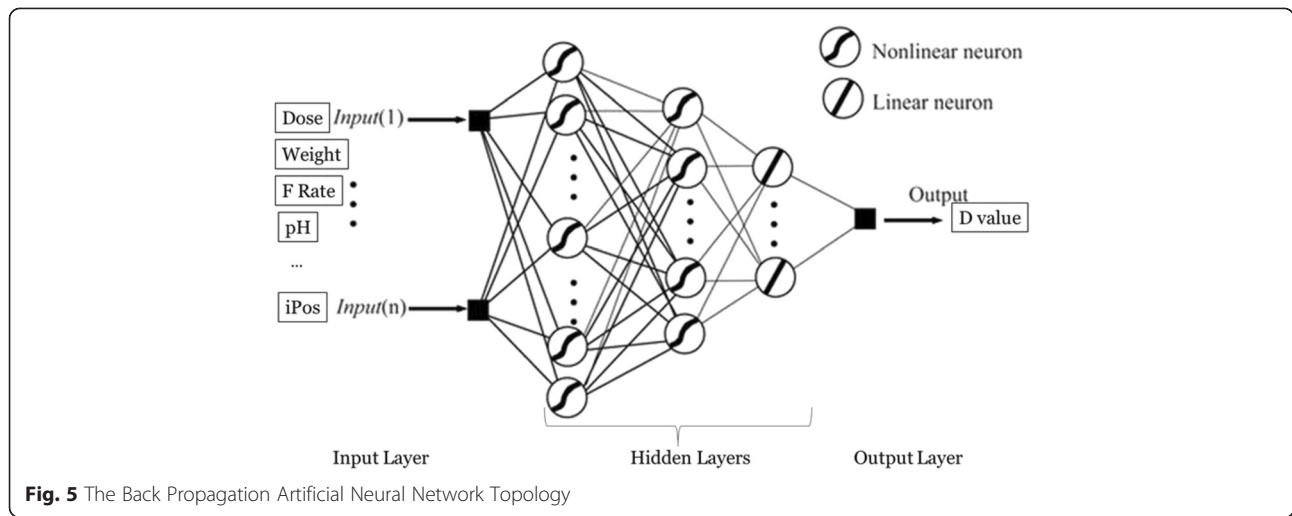 Nonlinear neuron
Linear neuron
Dose Input(1)
Weight
F Rate
pH
...
iPos Input(n)
Output
D value
Input Layer Hidden Layers Output Layer
Fig. 5 The Back Propagation Artificial Neural Network Topology